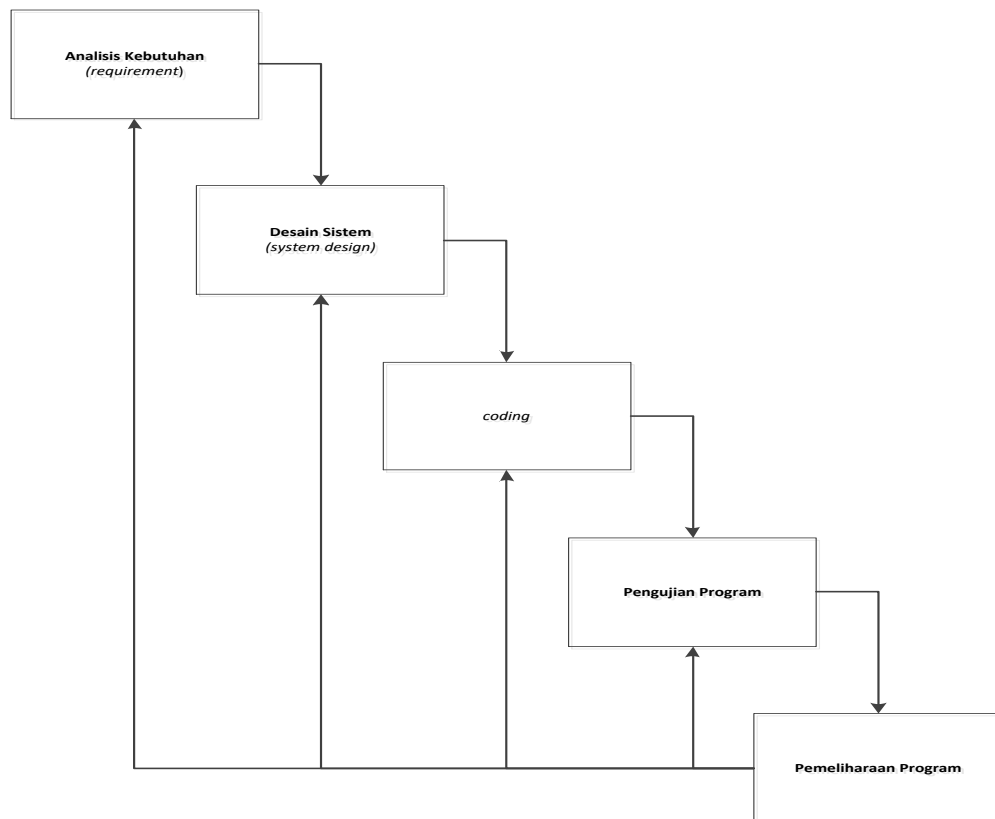 Analisis Kebutuhan
(requirement)
Desain Sistem
(system design)
coding
Pengujian Program
Pemeliharaan Program